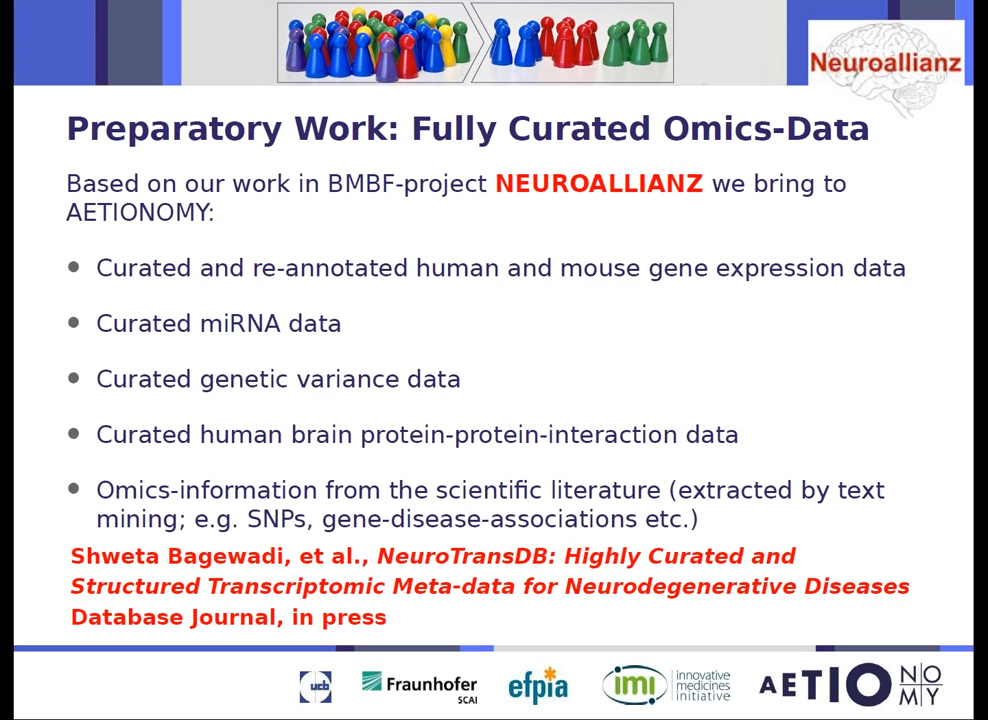 Neuroallianz
Preparatory Work: Fully Curated Omics-Data
Based on our work in BMBF-project NEUROALLIANZ we bring to
AETIONOMY:
Curated and re-annotated human and mouse gene expression data
Curated miRNA data
Curated genetic variance data
Curated human brain protein-protein-interaction data
Omics-information from the scientific literature (extracted by text
mining; e.g. SNPs, gene-disease-associations etc.)
Shweta Bagewadi, et al., NeuroTransDB: Highly Curated and
Structured Transcriptomic Meta-data for Neurodegenerative Diseases
Database Journal, in press
ucb
Fraunhofer
SCAI
efpia
imi
innovative
medicines
initiative
AETIONOMY